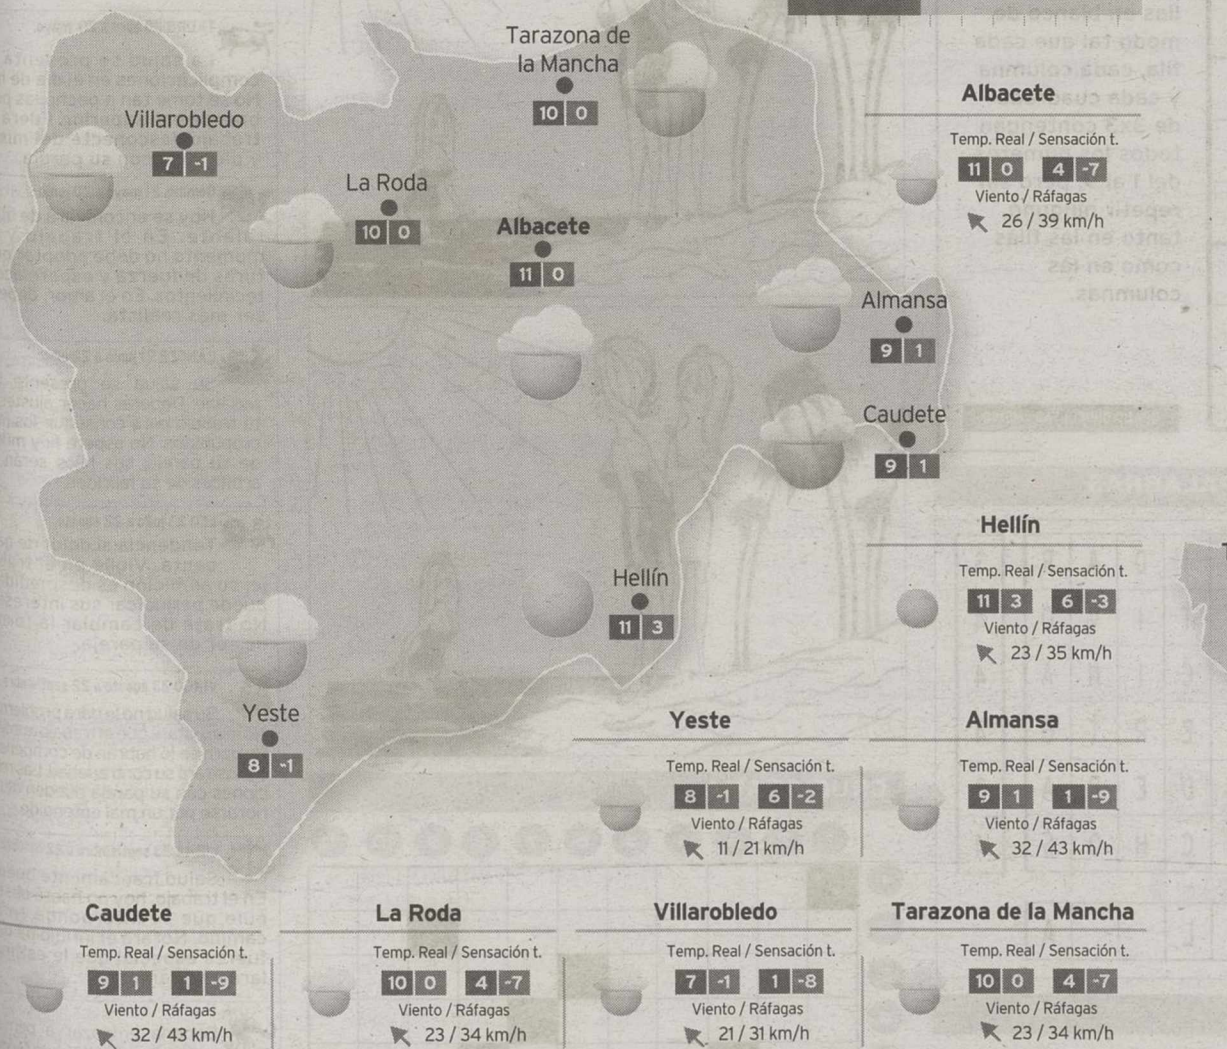 Tarazona de
la Mancha
10 0
Villarobledo
7 -1
La Roda
10 0
Albacete
11 0
Almansa
9 1
Caudete
9 1
Hellín
11 3
Yeste
8 -1
Albacete
Temp. Real / Sensación t.
11 0 4 -7
Viento / Ráfagas
26 / 39 km/h
Hellín
Temp. Real / Sensación t.
11 3 6 -3
Viento / Ráfagas
23 / 35 km/h
Yeste
Temp. Real / Sensación t.
8 -1 6 -2
Viento / Ráfagas
11 / 21 km/h
Almansa
Temp. Real / Sensación t.
9 1 1 -9
Viento / Ráfagas
32 / 43 km/h
Caudete
Temp. Real / Sensación t.
9 1 1 -9
Viento / Ráfagas
32 / 43 km/h
La Roda
Temp. Real / Sensación t.
10 0 4 -7
Viento / Ráfagas
23 / 34 km/h
Villarobledo
Temp. Real / Sensación t.
7 -1 1 -8
Viento / Ráfagas
21 / 31 km/h
Tarazona de la Mancha
Temp. Real / Sensación t.
10 0 4 -7
Viento / Ráfagas
23 / 34 km/h